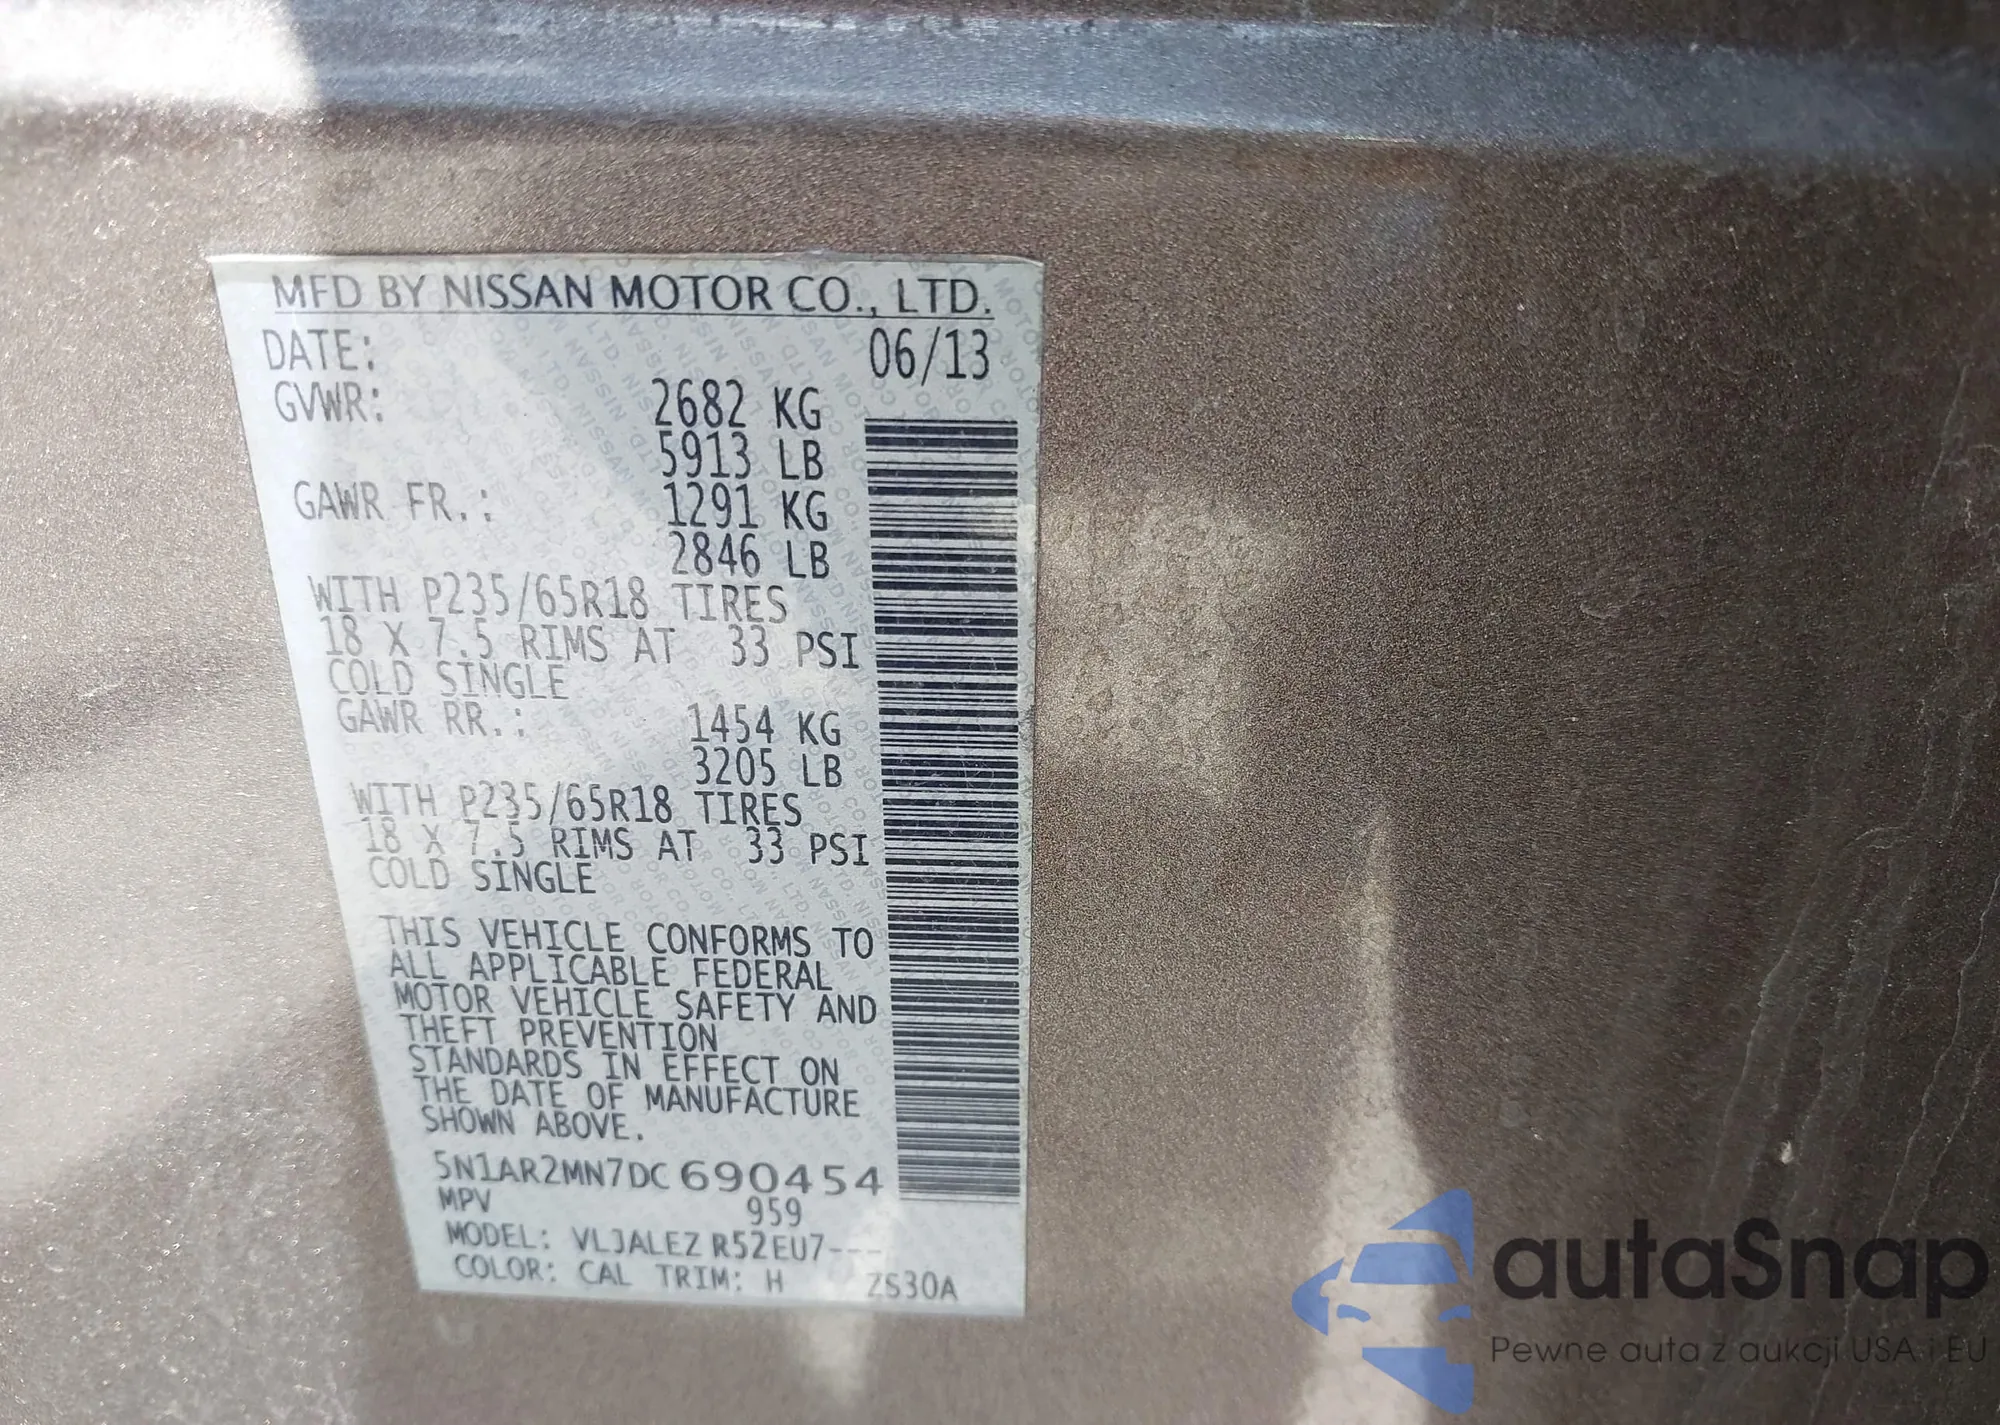 MFD BY NISSAN MOTOR CO., LTD.
DATE: 06/13
GVWR: 2682 KG
5913 LB
GAWR FR.: 1291 KG
2846 LB
WITH P235/65R18 TIRES
18 X 7.5 RIMS AT 33 PSI
COLD SINGLE
GAWR RR.: 1454 KG
3205 LB
WITH P235/65R18 TIRES
18 X 7.5 RIMS AT 33 PSI
COLD SINGLE
THIS VEHICLE CONFORMS TO
ALL APPLICABLE FEDERAL
MOTOR VEHICLE SAFETY AND
THEFT PREVENTION
STANDARDS IN EFFECT ON
THE DATE OF MANUFACTURE
SHOWN ABOVE.
5N1AR2MN7DC690454
MPV 959
MODEL: VLJALEZ R52EU7---
COLOR: CAL TRIM: H ZS30A
autaSnap
Pewne auta z aukcji USA i EU